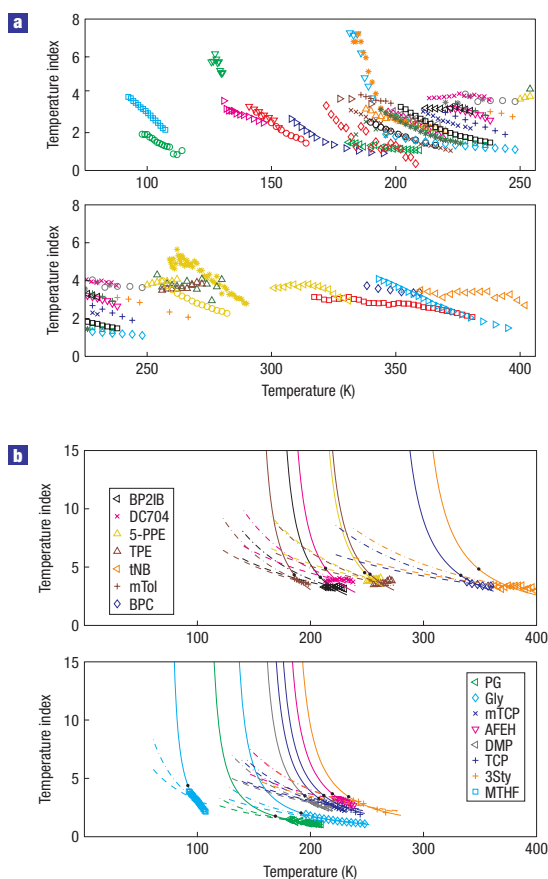 a
8
6
4
2
0
Temperature index
100
150
200
250
8
6
4
2
0
Temperature index
250
300
350
400
Temperature (K)
b
15
10
5
0
Temperature index
BP2IB
DC704
5-PPE
TPE
tNB
mTol
BPC
100
200
300
400
15
10
5
0
Temperature index
PG
Gly
mTCP
AFEH
DMP
TCP
3Sty
MTHF
100
200
300
400
Temperature (K)